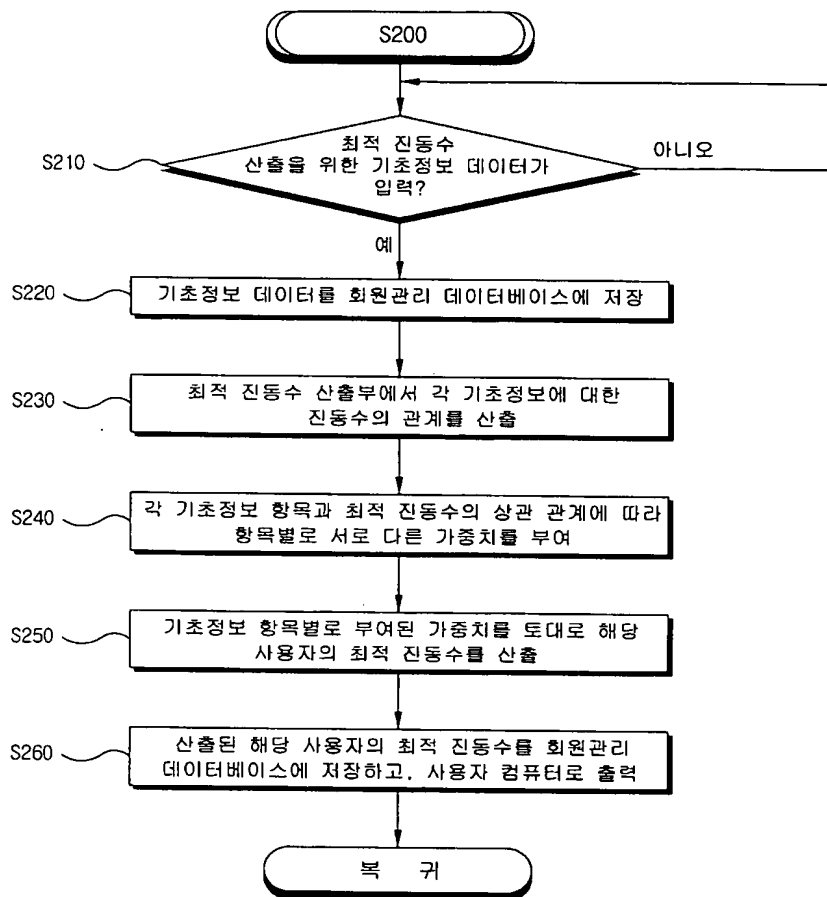 S200
최적 진동수
산출을 위한 기초정보 데이터가
입력?
S210
아니오
예
S220
기초정보 데이터를 회원관리 데이터베이스에 저장
S230
최적 진동수 산출부에서 각 기초정보에 대한
진동수의 관계를 산출
S240
각 기초정보 항목과 최적 진동수의 상관 관계에 따라
항목별로 서로 다른 가중치를 부여
S250
기초정보 항목별로 부여된 가중치를 토대로 해당
사용자의 최적 진동수를 산출
S260
산출된 해당 사용자의 최적 진동수를 회원관리
데이터베이스에 저장하고, 사용자 컴퓨터로 출력
복 귀